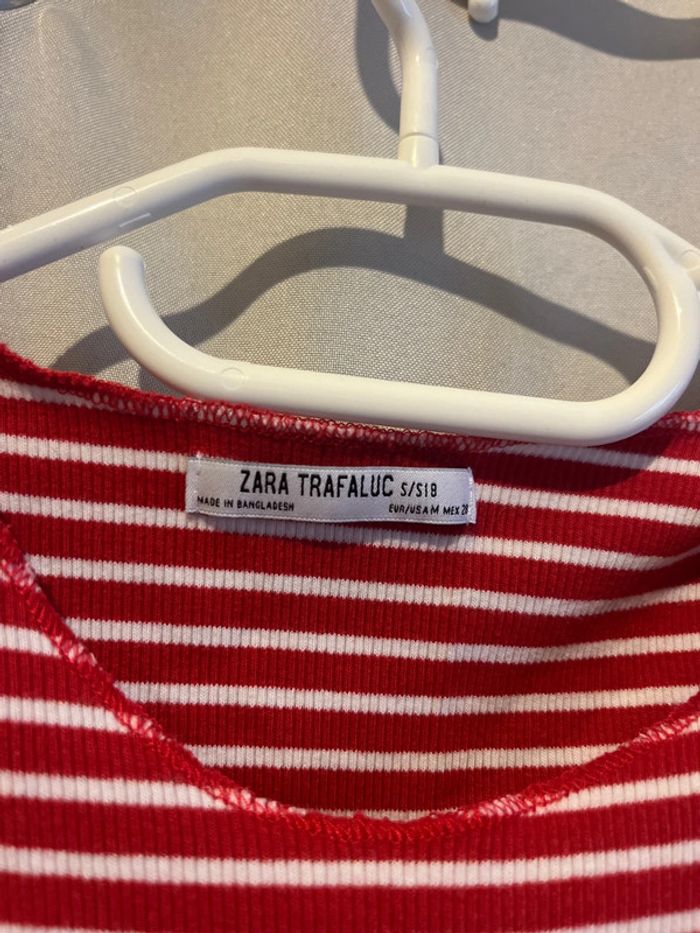 ZARA TRAFALUC S/S18
MADE IN BANGLADESH EUR/USA M MEX 28